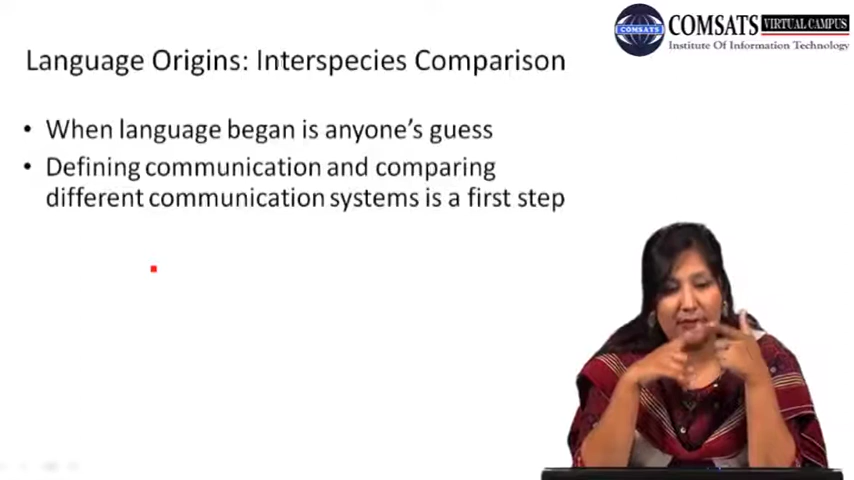 COMSATS VIRTUAL CAMPUS
Institute Of Information Technology
Language Origins: Interspecies Comparison
• When language began is anyone's guess
• Defining communication and comparing
different communication systems is a first step